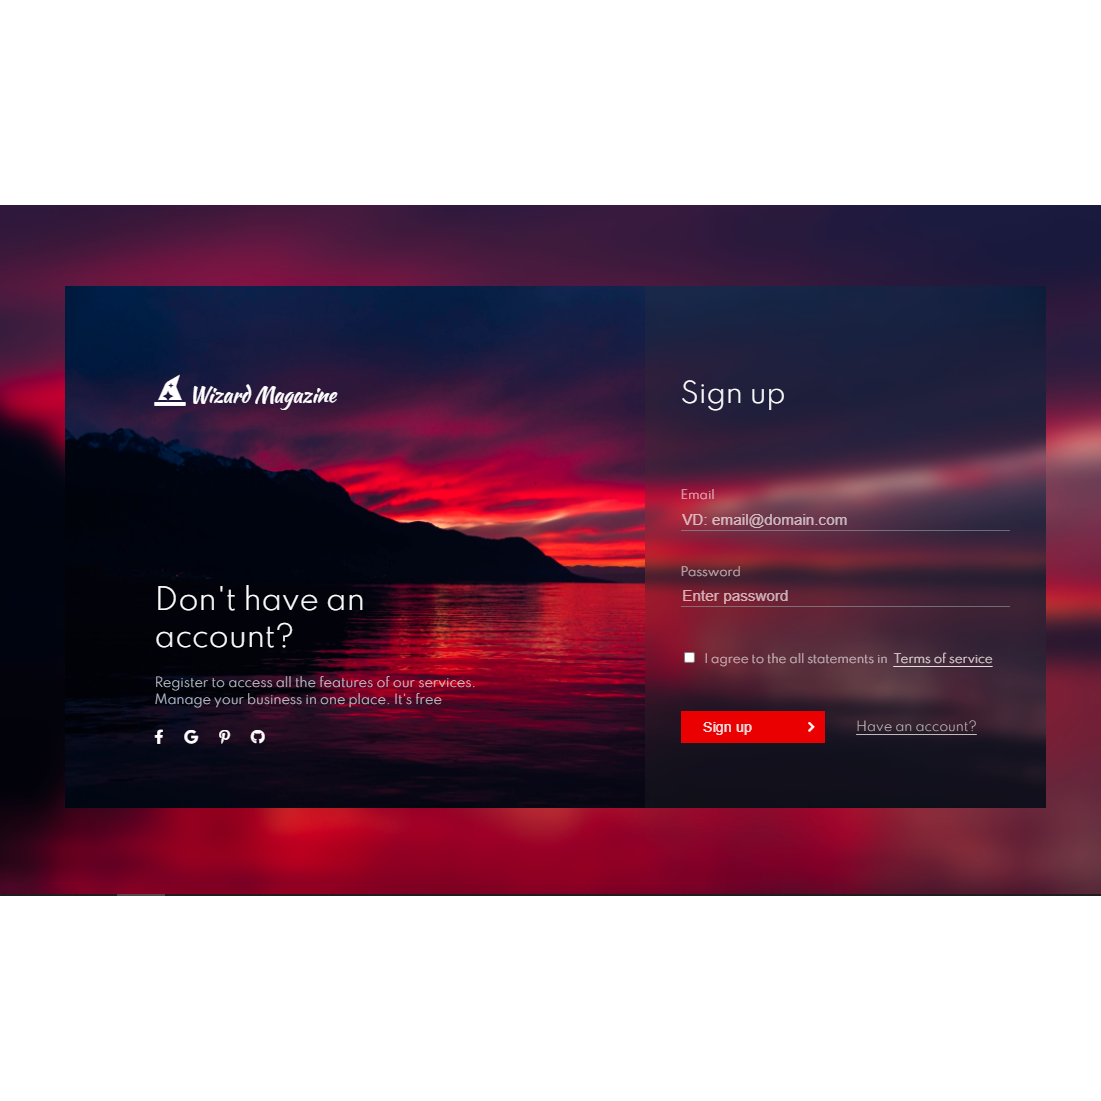 Wizard Magazine
Don't have an
account?
Register to access all the features of our services.
Manage your business in one place. It's free
Sign up
Email
VD: email@domain.com
Password
Enter password
I agree to the all statements in Terms of service
Sign up
Have an account?